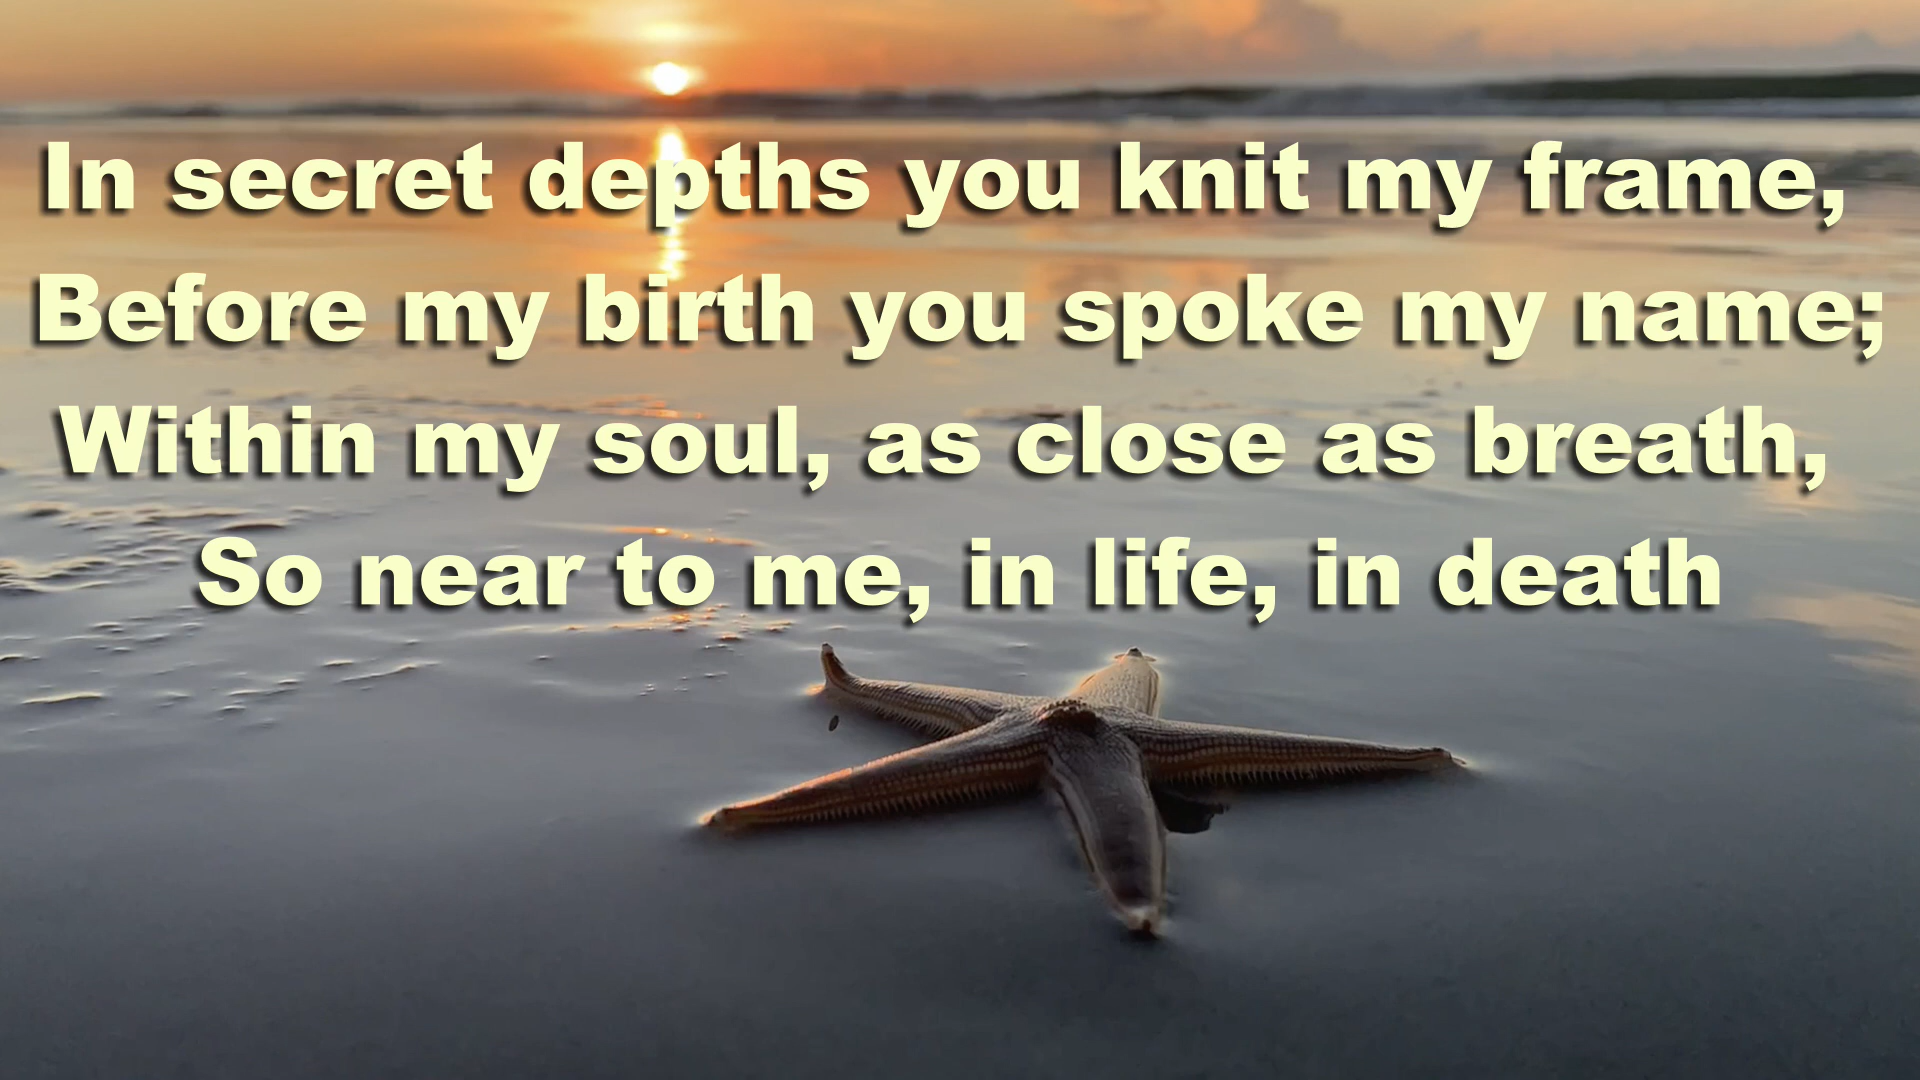 In secret depths you knit my frame,
Before my birth you spoke my name;
Within my soul, as close as breath,
So near to me, in life, in death